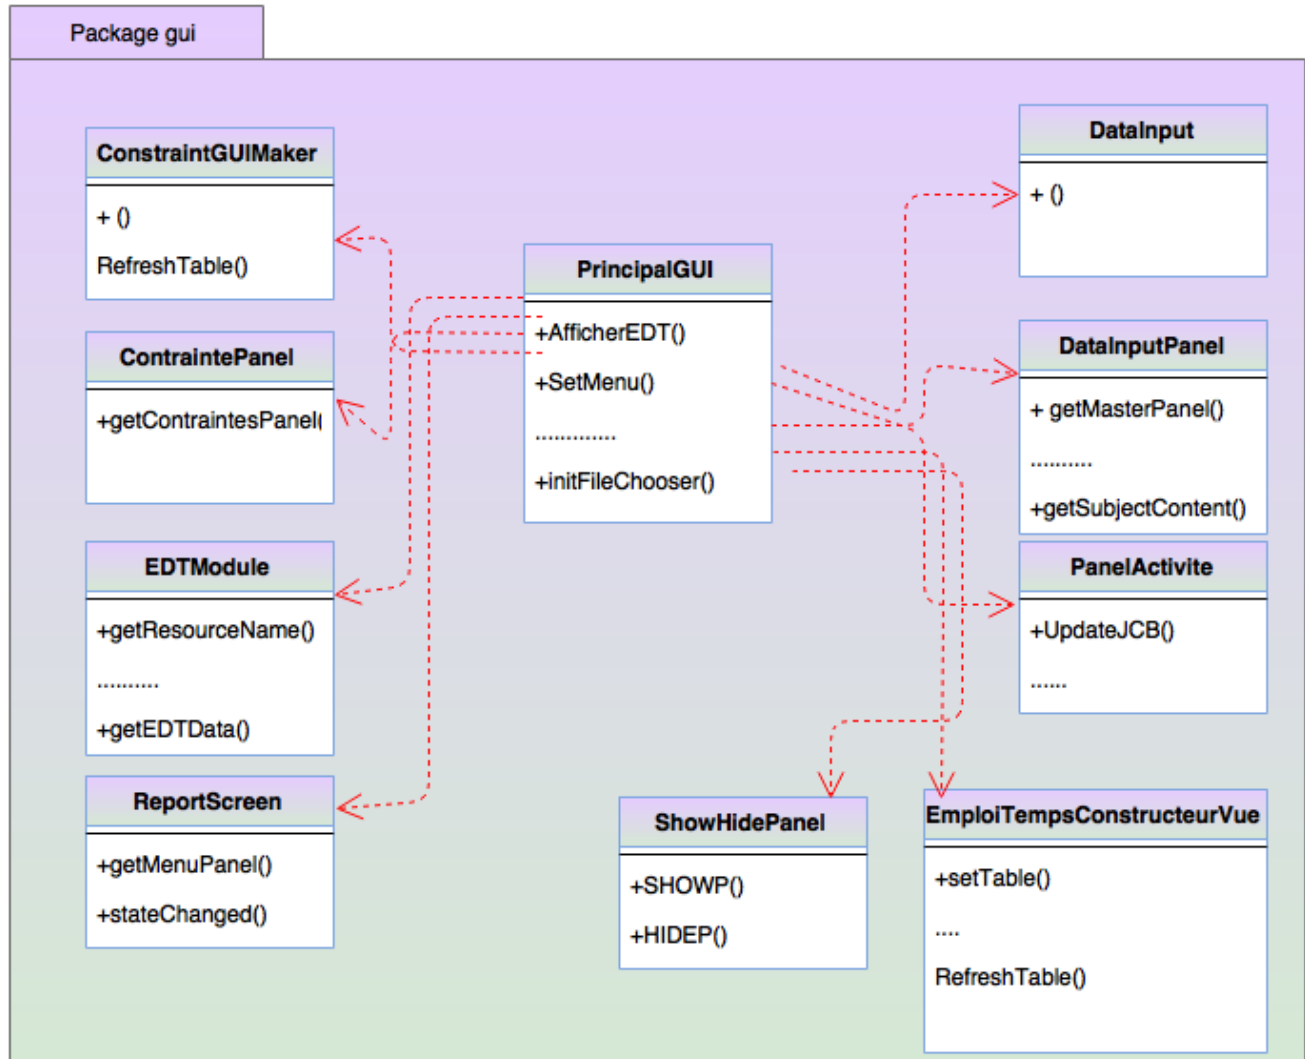 Package gui
ConstraintGUIMaker
+ ()
RefreshTable()
ContraintePanel
+getContraintesPanel(
EDTModule
+getResourceName()
..........
+getEDTData()
ReportScreen
+getMenuPanel()
+stateChanged()
PrincipalGUI
+AfficherEDT()
+SetMenu()
.............
+initFileChooser()
ShowHidePanel
+SHOWP()
+HIDEP()
DataInput
+ ()
DataInputPanel
+ getMasterPanel()
..........
+getSubjectContent()
PanelActivite
+UpdateJCB()
......
EmploiTempsConstructeurVue
+setTable()
....
RefreshTable()